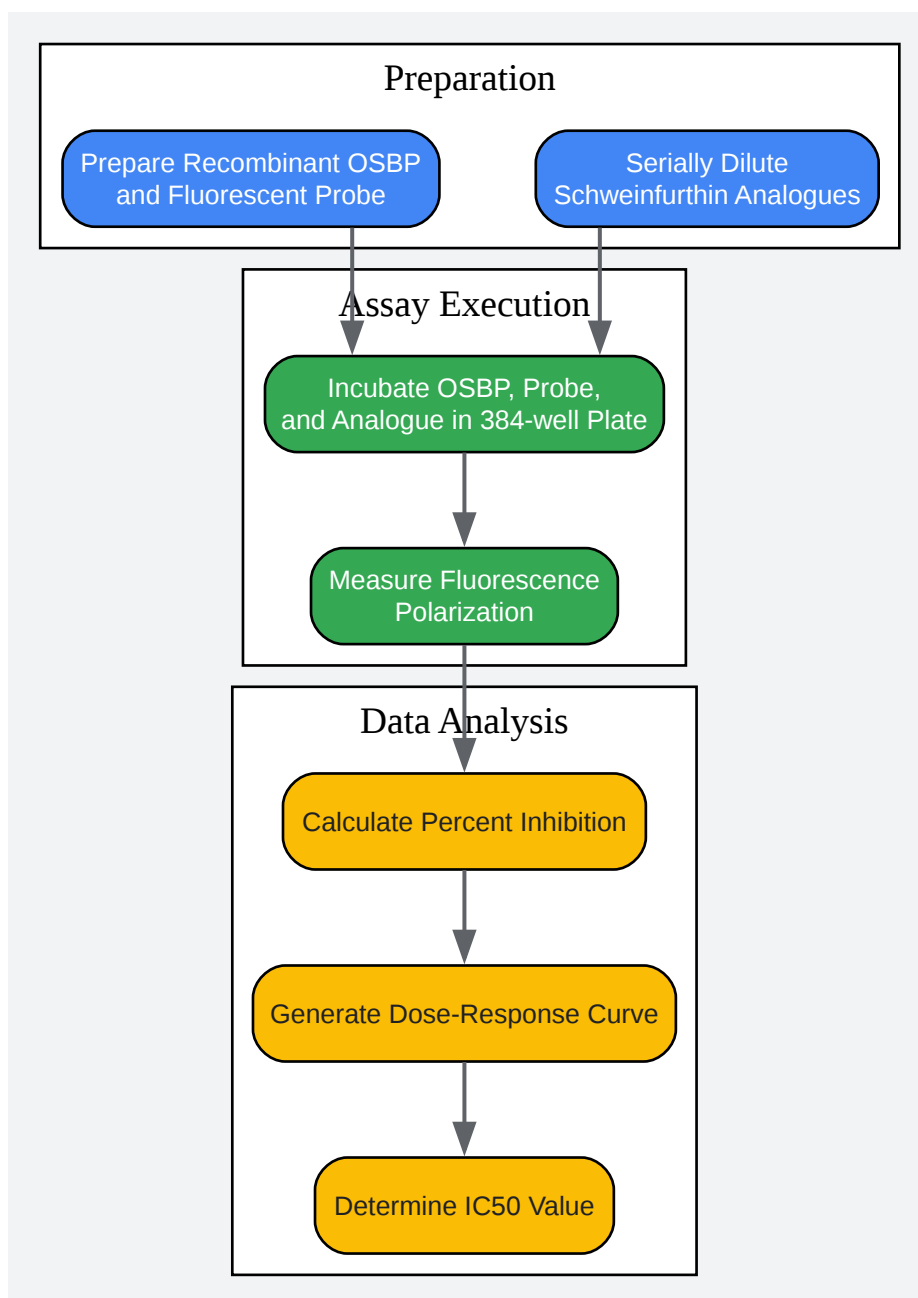 Preparation
Prepare Recombinant OSBP
and Fluorescent Probe
Serially Dilute
Schweinfurthin Analogues
Assay Execution
Incubate OSBP, Probe,
and Analogue in 384-well Plate
Measure Fluorescence
Polarization
Data Analysis
Calculate Percent Inhibition
Generate Dose-Response Curve
Determine IC50 Value